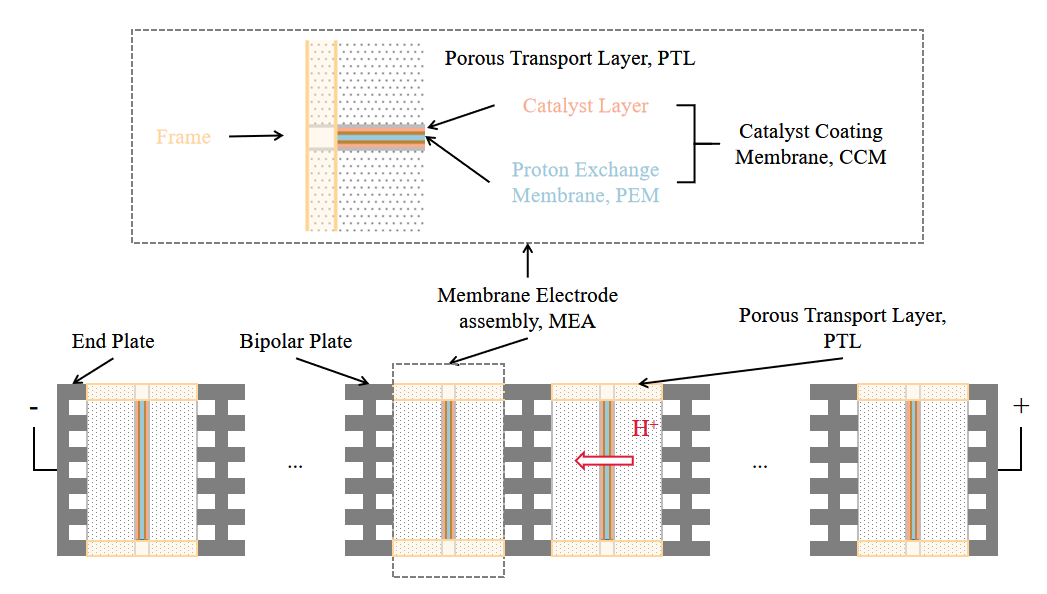 Porous Transport Layer, PTL
Catalyst Layer
Frame
Catalyst Coating
Membrane, CCM
Proton Exchange
Membrane, PEM
Membrane Electrode
assembly, MEA
Porous Transport Layer,
PTL
End Plate
Bipolar Plate
-
+
H⁺
...
...